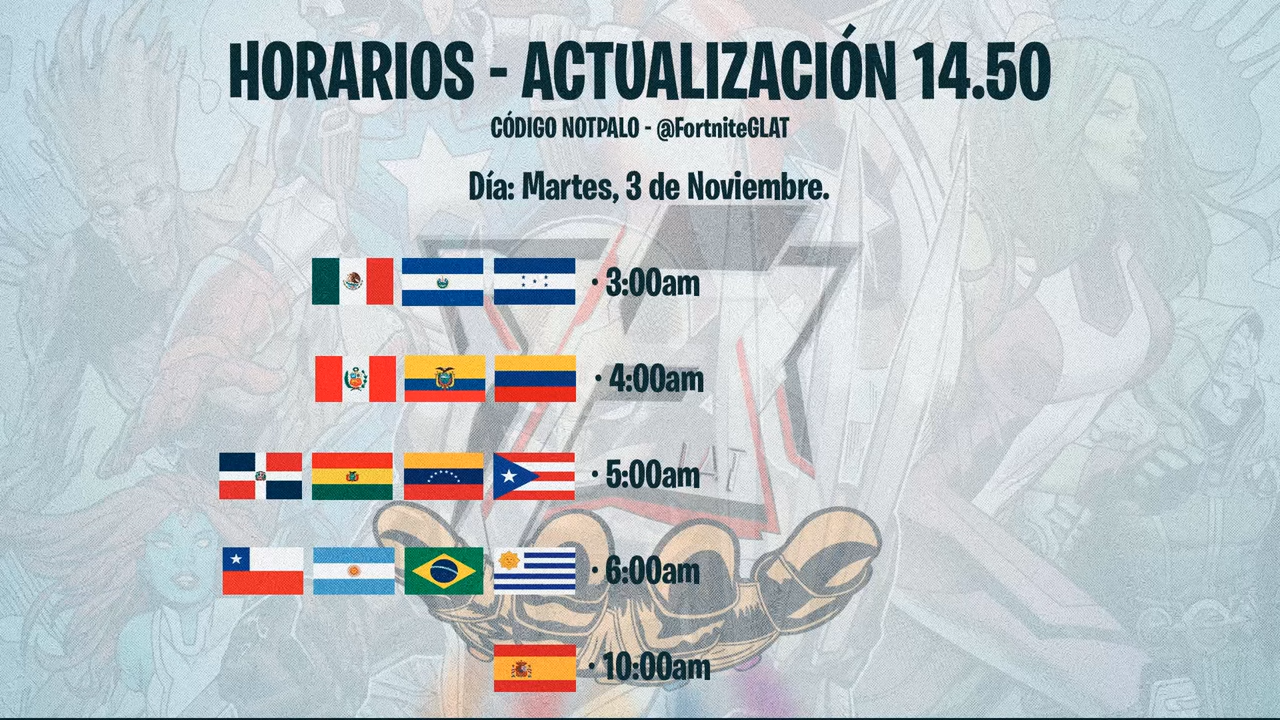 HORARIOS - ACTUALIZACIÓN 14.50
CÓDIGO NOTPALO - @FortniteGLAT
Día: Martes, 3 de Noviembre.
· 3:00am
· 4:00am
· 5:00am
· 6:00am
· 10:00am